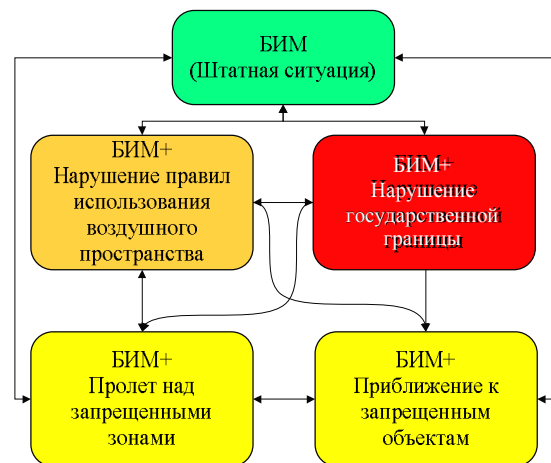 БИМ
(Штатная ситуация)
БИМ+
Нарушение правил
использования
воздушного
пространства
БИМ+
Нарушение
государственной
границы
БИМ+
Пролет над
запрещенными
зонами
БИМ+
Приближение к
запрещенным
объектам